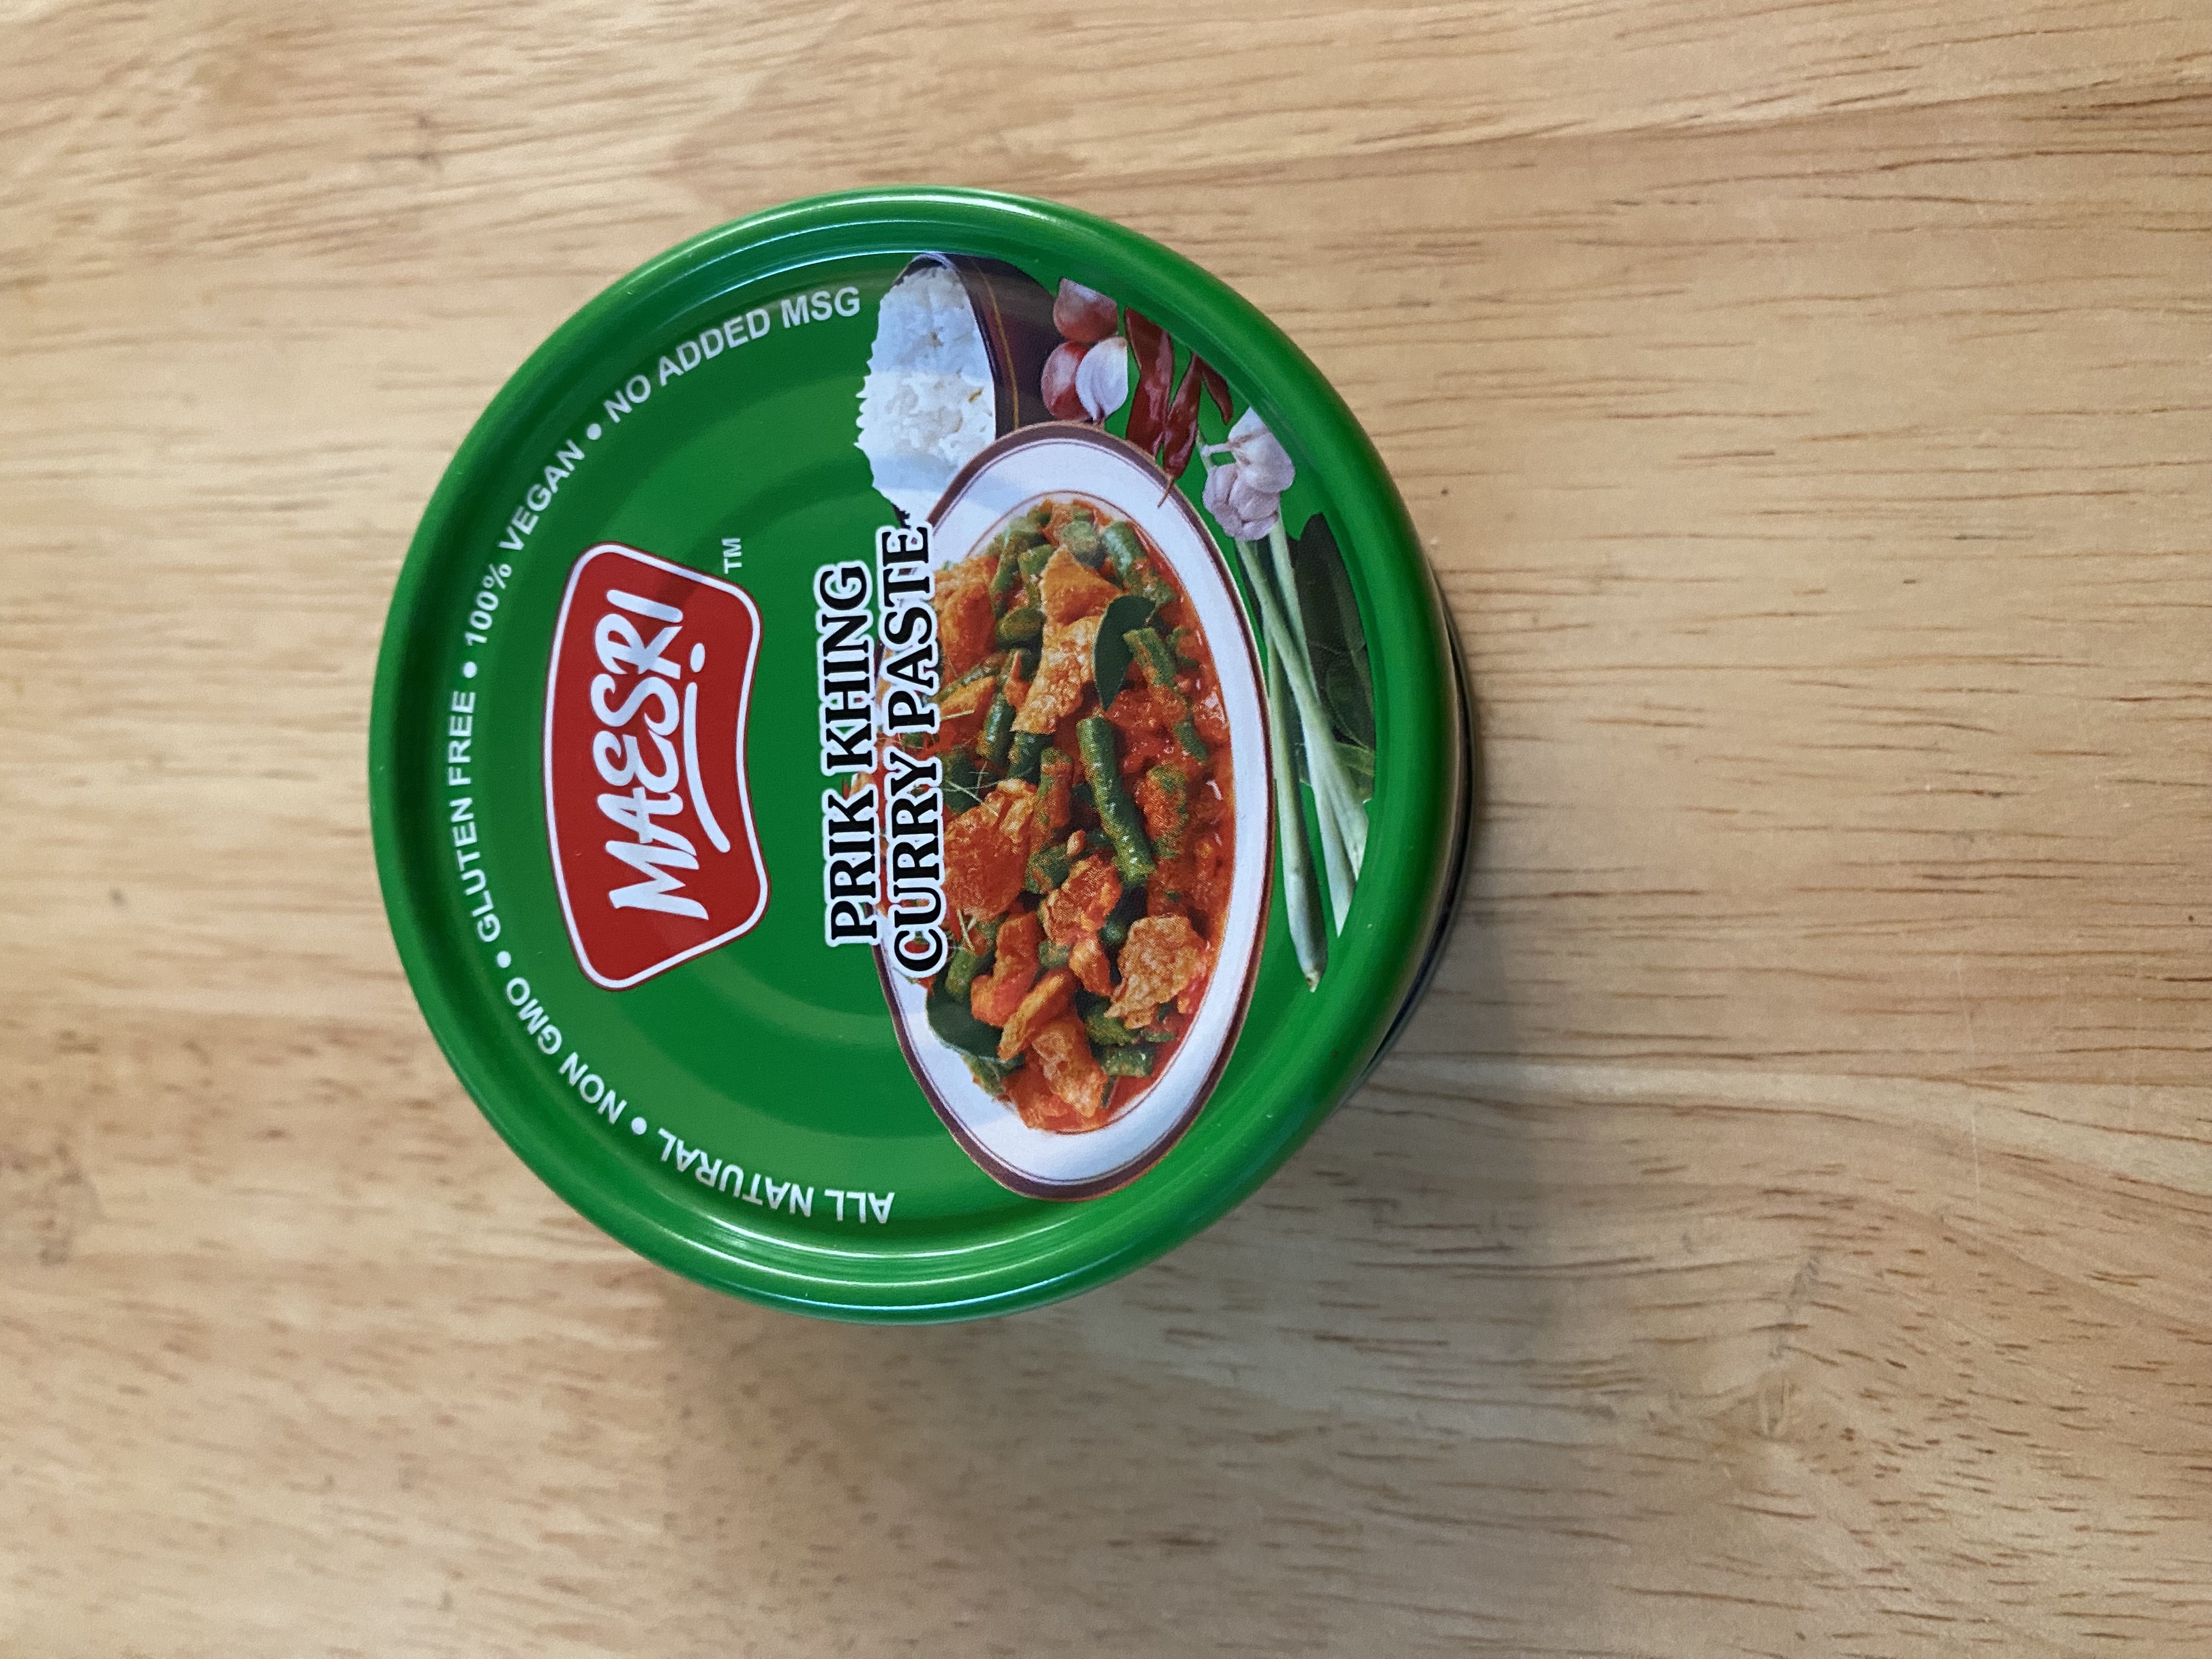 ALL NATURAL • NON GMO • GLUTEN FREE • 100% VEGAN • NO ADDED MSG
MAESRI
TM
PRIK KHING
CURRY PASTE